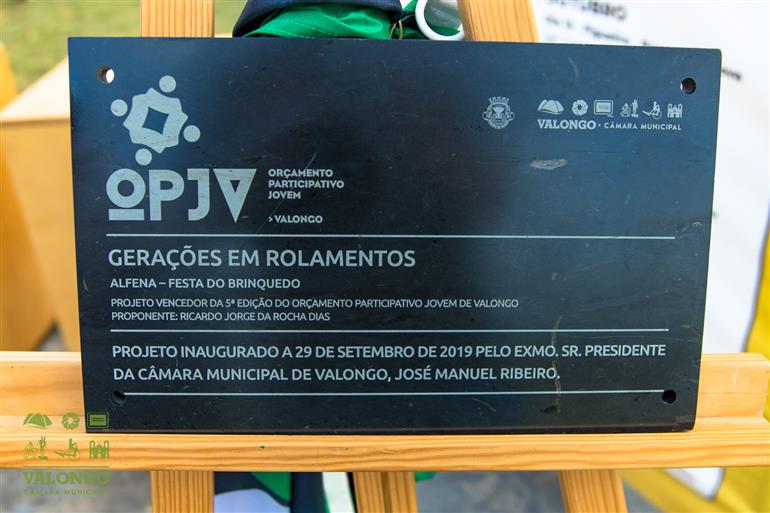 OPJV
ORÇAMENTO
PARTICIPATIVO
JOVEM
>VALONGO
VALONGO • CÂMARA MUNICIPAL
GERAÇÕES EM ROLAMENTOS
ALFENA – FESTA DO BRINQUEDO
PROJETO VENCEDOR DA 5ª EDIÇÃO DO ORÇAMENTO PARTICIPATIVO JOVEM DE VALONGO
PROPONENTE: RICARDO JORGE DA ROCHA DIAS
PROJETO INAUGURADO A 29 DE SETEMBRO DE 2019 PELO EXMO. SR. PRESIDENTE
DA CÂMARA MUNICIPAL DE VALONGO, JOSÉ MANUEL RIBEIRO.
VALONGO
CÂMARA MUNICIPAL